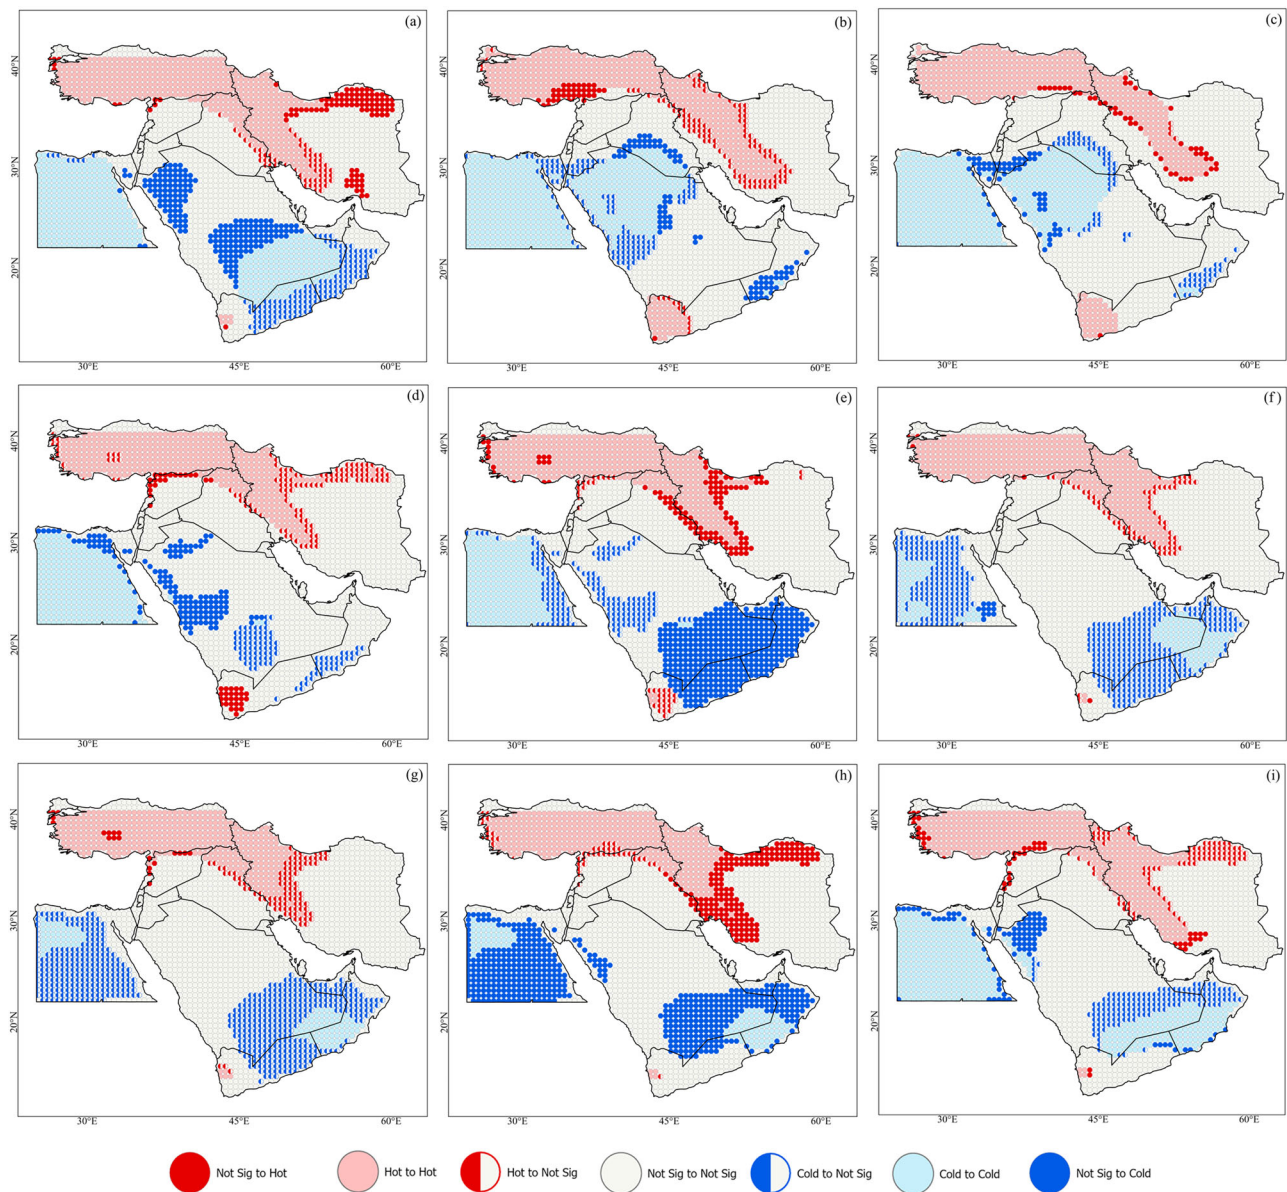 (a)
(b)
(c)
40°N
40°N
40°N
30°N
30°N
30°N
20°N
20°N
20°N
30°E 45°E 60°E
30°E 45°E 60°E
30°E 45°E 60°E
(d)
(e)
(f)
40°N
40°N
40°N
30°N
30°N
30°N
20°N
20°N
20°N
30°E 45°E 60°E
30°E 45°E 60°E
30°E 45°E 60°E
(g)
(h)
(i)
40°N
40°N
40°N
30°N
30°N
30°N
20°N
20°N
20°N
30°E 45°E 60°E
30°E 45°E 60°E
30°E 45°E 60°E
Not Sig to Hot
Hot to Hot
Hot to Not Sig
Not Sig to Not Sig
Cold to Not Sig
Cold to Cold
Not Sig to Cold